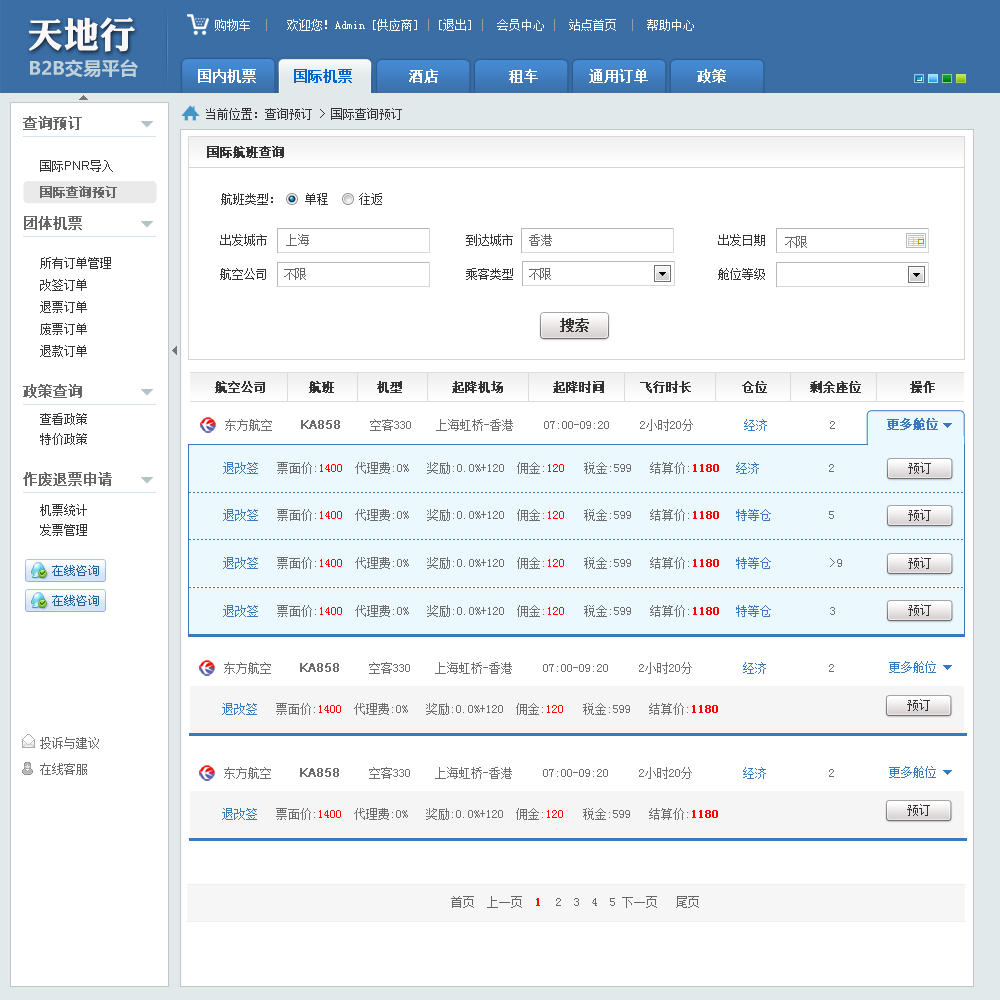 天地行
B2B交易平台
购物车 | 欢迎您! Admin [供应商] | [退出] | 会员中心 | 站点首页 | 帮助中心
国内机票 国际机票 酒店 租车 通用订单 政策
当前位置: 查询预订 > 国际查询预订
查询预订
国际PNR导入
国际查询预订
团体机票
所有订单管理
改签订单
退票订单
废票订单
退款订单
政策查询
查看政策
特价政策
作废退票申请
机票统计
发票管理
在线咨询
在线咨询
投诉与建议
在线客服
国际航班查询
航班类型: 单程 往返
出发城市 上海 到达城市 香港 出发日期 不限
航空公司 不限 乘客类型 不限 舱位等级
搜索
航空公司 航班 机型 起降机场 起降时间 飞行时长 仓位 剩余座位 操作
东方航空 KA858 空客330 上海虹桥-香港 07:00-09:20 2小时20分 经济 2 更多舱位
退改签 票面价:1400 代理费:0% 奖励:0.0%+120 佣金:120 税金:599 结算价:1180 经济 2 预订
退改签 票面价:1400 代理费:0% 奖励:0.0%+120 佣金:120 税金:599 结算价:1180 特等仓 5 预订
退改签 票面价:1400 代理费:0% 奖励:0.0%+120 佣金:120 税金:599 结算价:1180 特等仓 >9 预订
退改签 票面价:1400 代理费:0% 奖励:0.0%+120 佣金:120 税金:599 结算价:1180 特等仓 3 预订
东方航空 KA858 空客330 上海虹桥-香港 07:00-09:20 2小时20分 经济 2 更多舱位
退改签 票面价:1400 代理费:0% 奖励:0.0%+120 佣金:120 税金:599 结算价:1180 预订
东方航空 KA858 空客330 上海虹桥-香港 07:00-09:20 2小时20分 经济 2 更多舱位
退改签 票面价:1400 代理费:0% 奖励:0.0%+120 佣金:120 税金:599 结算价:1180 预订
首页 上一页 1 2 3 4 5 下一页 尾页